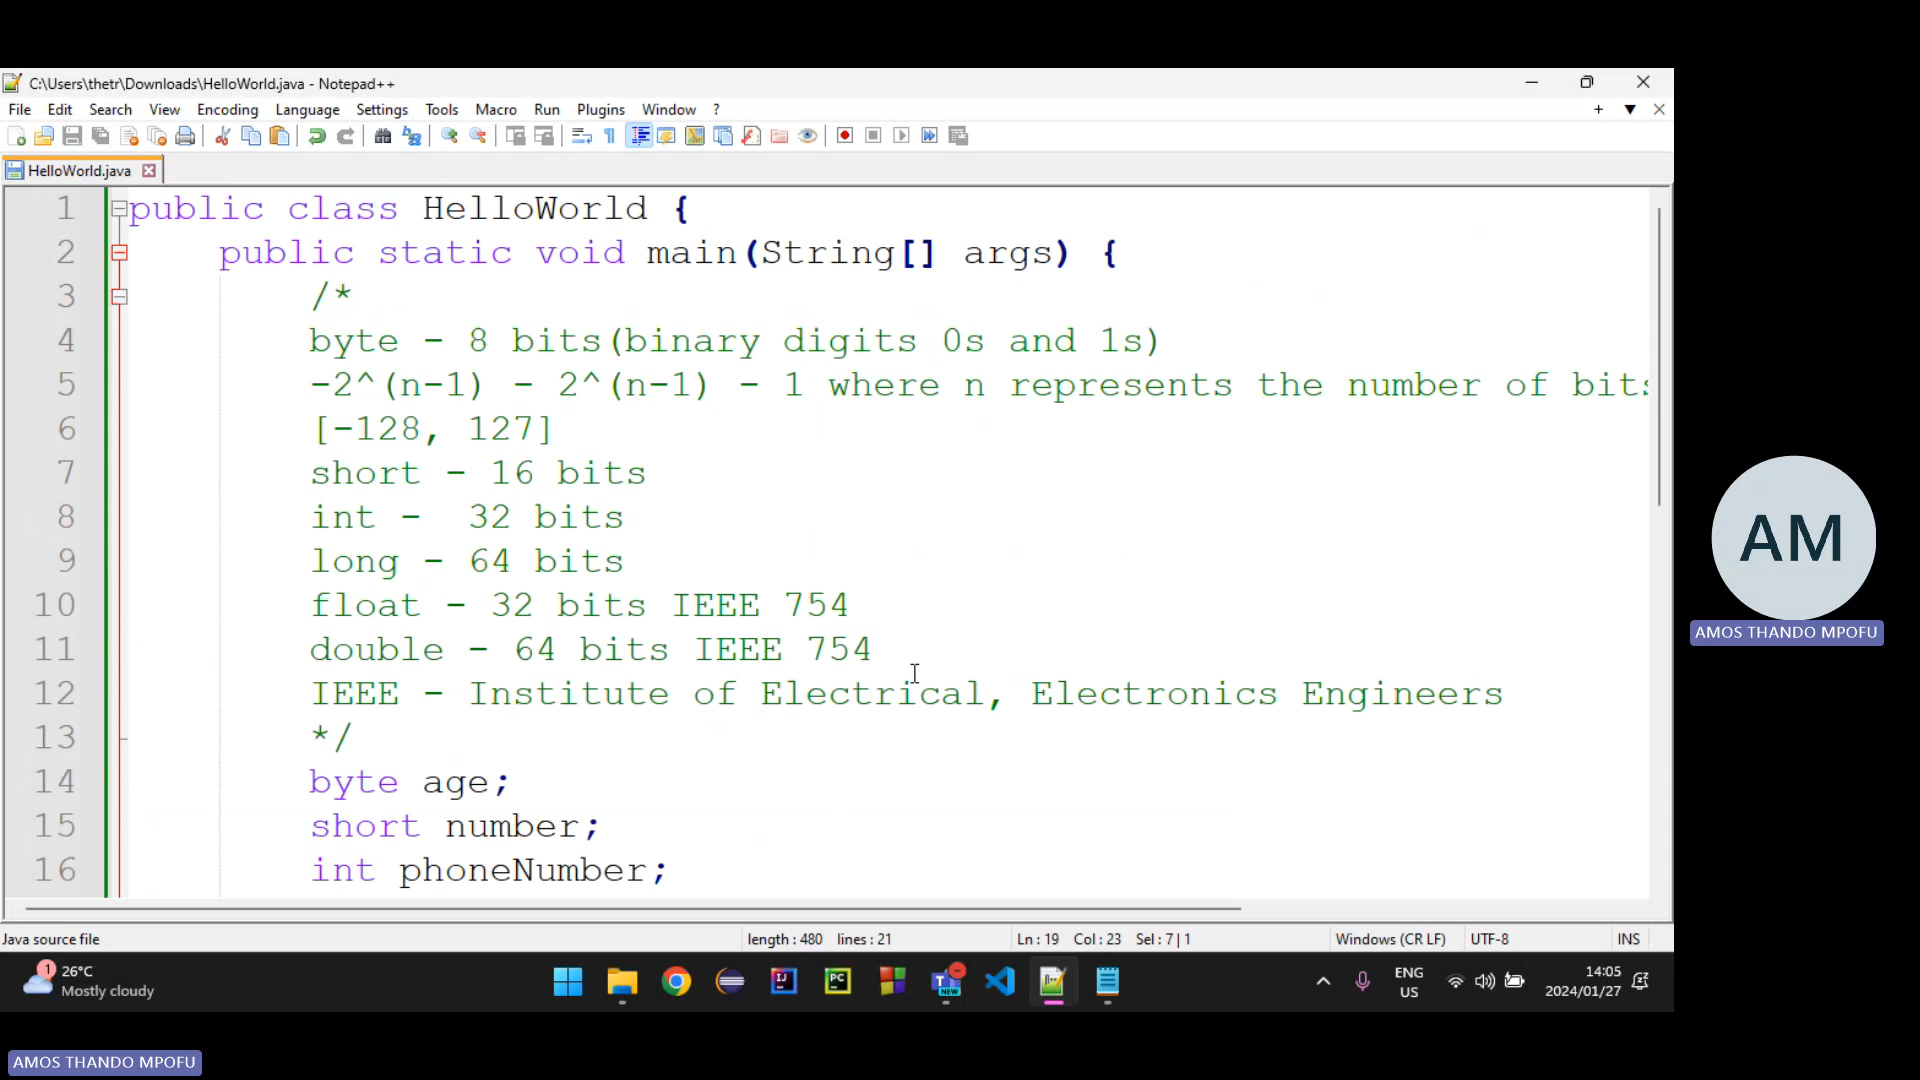 C:\Users\thetr\Downloads\HelloWorld.java - Notepad++
File Edit Search View Encoding Language Settings Tools Macro Run Plugins Window ?
HelloWorld.java
1 public class HelloWorld {
2 public static void main(String[] args) {
3 /*
4 byte - 8 bits(binary digits 0s and 1s)
5 -2^(n-1) - 2^(n-1) - 1 where n represents the number of bits
6 [-128, 127]
7 short - 16 bits
8 int -  32 bits
9 long - 64 bits
10 float - 32 bits IEEE 754
11 double - 64 bits IEEE 754
12 IEEE - Institute of Electrical, Electronics Engineers
13 */
14 byte age;
15 short number;
16 int phoneNumber;
AM
AMOS THANDO MPOFU
Java source file length : 480 lines : 21 Ln : 19 Col : 23 Sel : 7 | 1 Windows (CR LF) UTF-8 INS
1 26°C
Mostly cloudy
ENG
US
14:05
2024/01/27
AMOS THANDO MPOFU